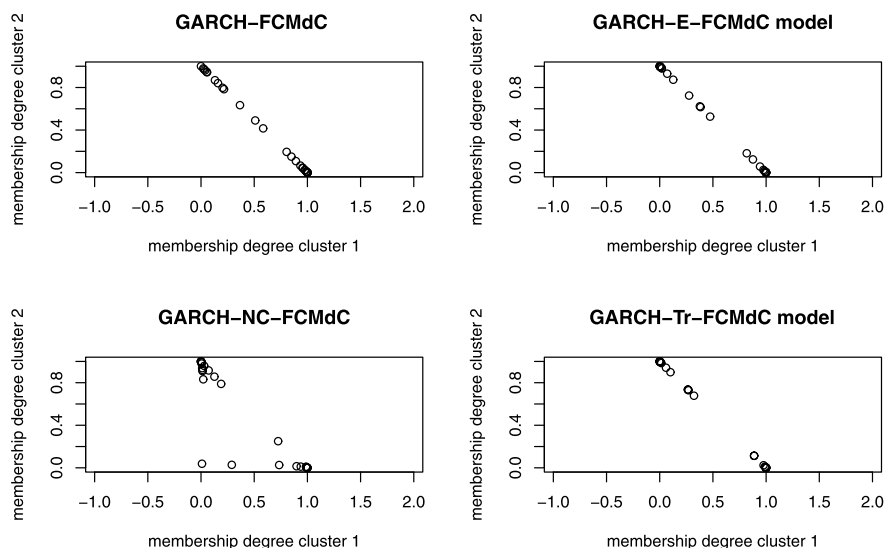 GARCH−FCMdC
membership degree cluster 2
0.0 0.4 0.8
−1.0 −0.5 0.0 0.5 1.0 1.5 2.0
membership degree cluster 1
GARCH−E−FCMdC model
membership degree cluster 2
0.0 0.4 0.8
−1.0 −0.5 0.0 0.5 1.0 1.5 2.0
membership degree cluster 1
GARCH−NC−FCMdC
membership degree cluster 2
0.0 0.4 0.8
−1.0 −0.5 0.0 0.5 1.0 1.5 2.0
membership degree cluster 1
GARCH−Tr−FCMdC model
membership degree cluster 2
0.0 0.4 0.8
−1.0 −0.5 0.0 0.5 1.0 1.5 2.0
membership degree cluster 1